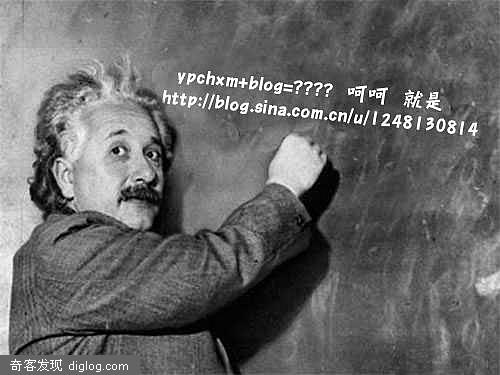 ypchxm+blog=???? 呵呵 就是
http://blog.sina.com.cn/u/1248130814
奇客发现 diglog.com